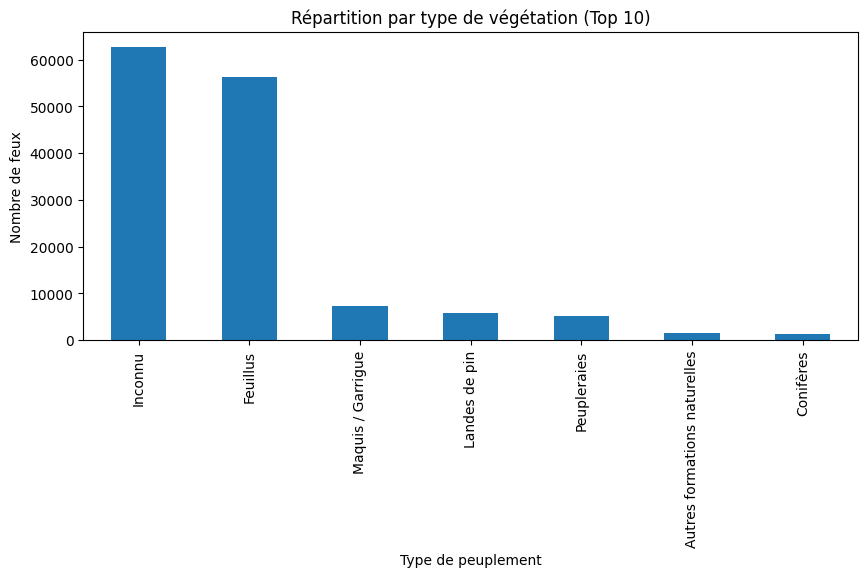 Répartition par type de végétation (Top 10)
Nombre de feux
60000
50000
40000
30000
20000
10000
0
Inconnu
Feuillus
Maquis / Garrigue
Landes de pin
Peupleraies
Autres formations naturelles
Conifères
Type de peuplement